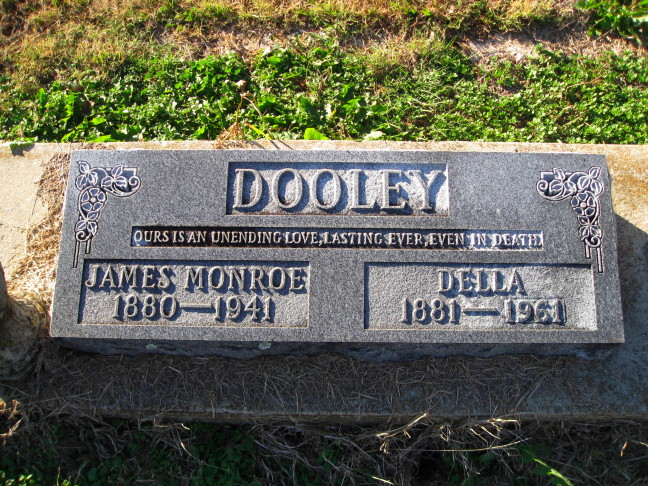 DOOLEY
OURS IS AN UNENDING LOVE, LASTING EVER, EVEN IN DEATH.
JAMES MONROE
1880—1941
DELLA
1881—1961